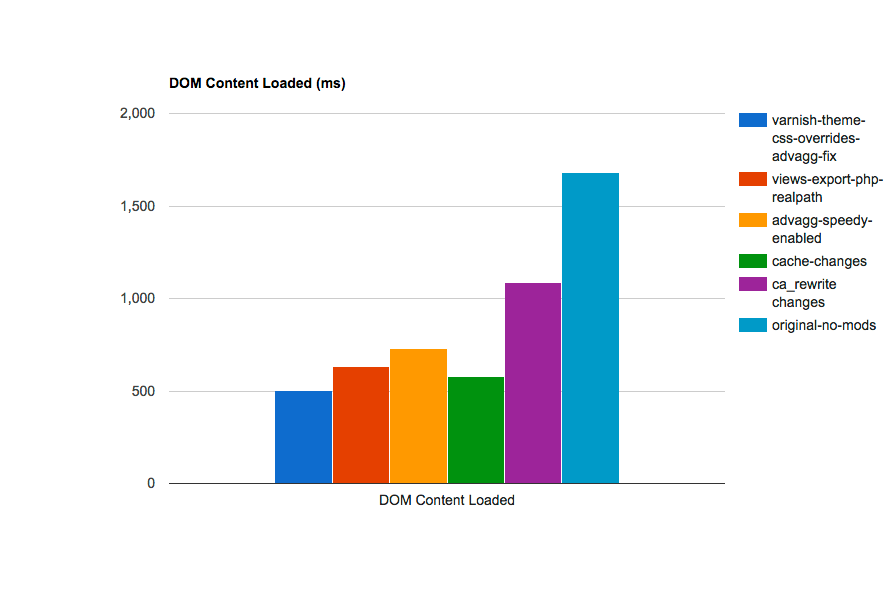 DOM Content Loaded (ms)
2,000
1,500
1,000
500
0
DOM Content Loaded
varnish-theme-
css-overrides-
advagg-fix
views-export-php-
realpath
advagg-speedy-
enabled
cache-changes
ca_rewrite
changes
original-no-mods